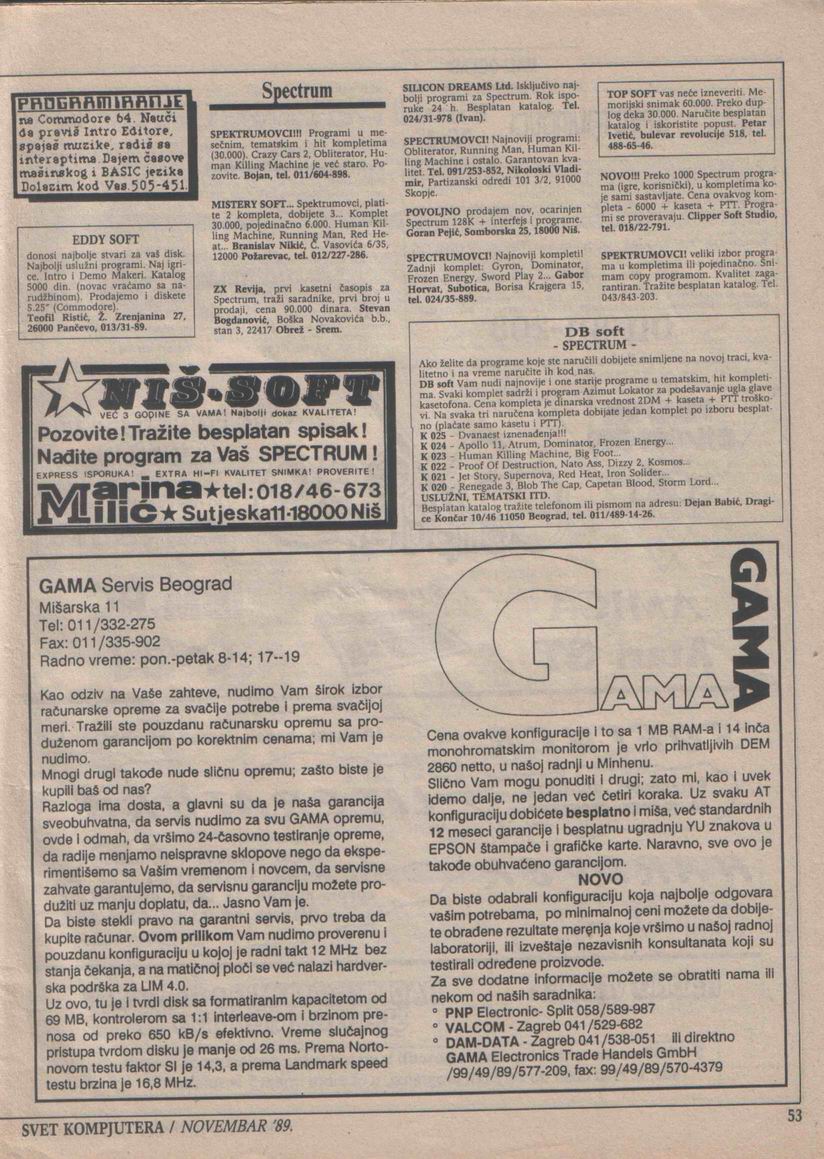 PROGRAMIRANJE
na Commodore 64. Nauči
da praviš Intro Editore,
spajaš muzike, radiš sa
interaptima. Dajem časove
mašinskog i BASIC jezika
Dolazim kod Vas. 505-451.
EDDY SOFT
donosi najbolje stvari za vaš disk.
Najbolji uslužni programi. Naj igri-
ce. Intro i Demo Makeri. Katalog
5000 din. (novac vraćamo sa na-
rudžbinom). Prodajemo i diskete
5.25" (Commodore).
Teofil Ristić, Ž. Zrenjanina 27,
26000 Pančevo, 013/31-89.
Spectrum
SPEKTRUMOVCI!!! Programi u me-
sečnim, tematskim i hit kompletima
(30.000). Crazy Cars 2, Obliterator, Hu-
man Killing Machine je već staro. Po-
zovite. Bojan, tel. 011/604-898.
MISTERY SOFT... Spektrumovci, plati-
te 2 kompleta, dobijete 3... Komplet
30.000, pojedinačno 6.000. Human Kil-
ling Machine, Running Man, Red He-
at... Branislav Nikić, Č. Vasovića 6/35,
12000 Požarevac, tel. 012/227-286.
ZX Revija, prvi kasetni časopis za
Spectrum, traži saradnike, prvi broj u
prodaji, cena 90.000 dinara. Stevan
Bogdanović, Boška Novakovića b.b.,
stan 3, 22417 Obrež - Srem.
SILICON DREAMS Ltd. Isključivo naj-
bolji programi za Spectrum. Rok ispo-
ruke 24 h. Besplatan katalog. Tel.
024/31-978 (Ivan).
SPECTRUMOVCI! Najnoviji programi:
Obliterator, Running Man, Human Kil-
ling Machine i ostalo. Garantovan kva-
litet. Tel. 091/253-852, Nikoloski Vladi-
mir, Partizanski odredi 101 3/2, 91000
Skopje.
POVOLJNO prodajem nov, ocarinjen
Spectrum 128K + interfejs i programe.
Goran Pejić, Somborska 25, 18000 Niš.
SPECTRUMOVCI! Najnoviji kompleti!
Zadnji komplet: Gyron, Dominator,
Frozen Energy, Sword Play 2... Gabor
Horvat, Subotica, Borisa Krajgera 15,
tel. 024/35-889.
TOP SOFT vas neće izneveriti. Me-
morijski snimak 60.000. Preko dup-
log deka 30.000. Naručite besplatan
katalog i iskoristite popust. Petar
Ivetić, bulevar revolucije 518, tel.
488-65-46.
NOVO!!! Preko 1000 Spectrum progra-
ma (igre, korisnički), u kompletima ko-
je sami sastavljate. Cena ovakvog kom-
pleta - 6000 + kaseta + PTT. Progra-
mi se proveravaju. Clipper Soft Studio,
tel. 018/22-791.
SPEKTRUMOVCI! veliki izbor progra-
ma u kompletima ili pojedinačno. Sni-
mam copy programom. Kvalitet zaga-
rantiran. Tražite besplatan katalog. Tel.
043/843-203.
NIŠ-SOFT
VEĆ 3 GODINE SA VAMA! Najbolji dokaz KVALITETA!
Pozovite! Tražite besplatan spisak!
Nađite program za Vaš SPECTRUM!
EXPRESS ISPORUKA! EXTRA HI-FI KVALITET SNIMKA! PROVERITE!
Marina★tel:018/46-673
Milić★Sutjeska11-18000 Niš
DB soft
- SPECTRUM -
Ako želite da programe koje ste naručili dobijete snimljene na novoj traci, kva-
litetno i na vreme naručite ih kod nas.
DB soft Vam nudi najnovije i one starije programe u tematskim, hit kompleti-
ma. Svaki komplet sadrži i program Azimut Lokator za podešavanje ugla glave
kasetofona. Cena kompleta je dinarska vrednost 2DM + kaseta + PTT troško-
vi. Na svaka tri naručena kompleta dobijate jedan komplet po izboru besplat-
no (plaćate samo kasetu i PTT).
K 025 - Dvanaest iznenađenja!!!
K 024 - Apollo 11, Atrum, Dominator, Frozen Energy...
K 023 - Human Killing Machine, Big Foot...
K 022 - Proof Of Destruction, Nato Ass, Dizzy 2, Kosmos...
K 021 - Jet Story, Supernova, Red Heat, Iron Solider...
K 020 - Renegade 3, Blob The Cap, Capetan Blood, Storm Lord...
USLUŽNI, TEMATSKI ITD.
Besplatan katalog tražite telefonom ili pismom na adresu: Dejan Babić, Dragi-
ce Končar 10/46 11050 Beograd, tel. 011/489-14-26.
GAMA Servis Beograd
Mišarska 11
Tel: 011/332-275
Fax: 011/335-902
Radno vreme: pon.-petak 8-14; 17--19
Kao odziv na Vaše zahteve, nudimo Vam širok izbor
računarske opreme za svačije potrebe i prema svačijoj
meri. Tražili ste pouzdanu računarsku opremu sa pro-
duženom garancijom po korektnim cenama; mi Vam je
nudimo.
Mnogi drugi takođe nude sličnu opremu; zašto biste je
kupili baš od nas?
Razloga ima dosta, a glavni su da je naša garancija
sveobuhvatna, da servis nudimo za svu GAMA opremu,
ovde i odmah, da vršimo 24-časovno testiranje opreme,
da radije menjamo neispravne sklopove nego da ekspe-
rimentišemo sa Vašim vremenom i novcem, da servisne
zahvate garantujemo, da servisnu garanciju možete pro-
dužiti uz manju doplatu, da... Jasno Vam je.
Da biste stekli pravo na garantni servis, prvo treba da
kupite računar. Ovom prilikom Vam nudimo proverenu i
pouzdanu konfiguraciju u kojoj je radni takt 12 MHz bez
stanja čekanja, a na matičnoj ploči se već nalazi hardver-
ska podrška za LIM 4.0.
Uz ovo, tu je i tvrdi disk sa formatiranim kapacitetom od
69 MB, kontrolerom sa 1:1 interleave-om i brzinom pre-
nosa od preko 650 kB/s efektivno. Vreme slučajnog
pristupa tvrdom disku je manje od 26 ms. Prema Norto-
novom testu faktor SI je 14,3, a prema Landmark speed
testu brzina je 16,8 MHz.
GAMA
GAMA
Cena ovakve konfiguracije i to sa 1 MB RAM-a i 14 inča
monohromatskim monitorom je vrlo prihvatljivih DEM
2860 netto, u našoj radnji u Minhenu.
Slično Vam mogu ponuditi i drugi; zato mi, kao i uvek
idemo dalje, ne jedan već četiri koraka. Uz svaku AT
konfiguraciju dobićete besplatno i miša, već standardnih
12 meseci garancije i besplatnu ugradnju YU znakova u
EPSON štampače i grafičke karte. Naravno, sve ovo je
takođe obuhvaćeno garancijom.
NOVO
Da biste odabrali konfiguraciju koja najbolje odgovara
vašim potrebama, po minimalnoj ceni možete da dobije-
te obrađene rezultate merenja koje vršimo u našoj radnoj
laboratoriji, ili izveštaje nezavisnih konsultanata koji su
testirali određene proizvode.
Za sve dodatne informacije možete se obratiti nama ili
nekom od naših saradnika:
° PNP Electronic- Split 058/589-987
° VALCOM - Zagreb 041/529-682
° DAM-DATA - Zagreb 041/538-051 ili direktno
GAMA Electronics Trade Handels GmbH
/99/49/89/577-209, fax: 99/49/89/570-4379
SVET KOMPJUTERA / NOVEMBAR '89.
53